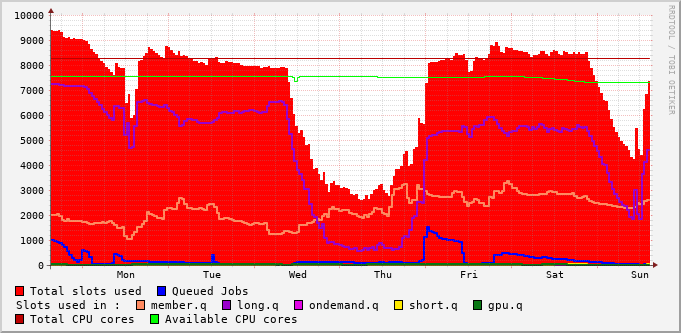 10000
9000
8000
7000
6000
5000
4000
3000
2000
1000
0
Mon Tue Wed Thu Fri Sat Sun
RRDTOOL / TOBI OETIKER
Total slots used Queued Jobs
Slots used in : member.q long.q ondemand.q short.q gpu.q
Total CPU cores Available CPU cores